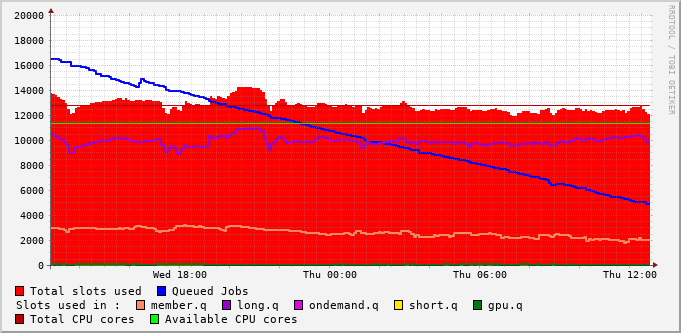 20000
18000
16000
14000
12000
10000
8000
6000
4000
2000
0
Wed 18:00 Thu 00:00 Thu 06:00 Thu 12:00
RRDTOOL / TOBI OETIKER
Total slots used Queued Jobs
Slots used in : member.q long.q ondemand.q short.q gpu.q
Total CPU cores Available CPU cores